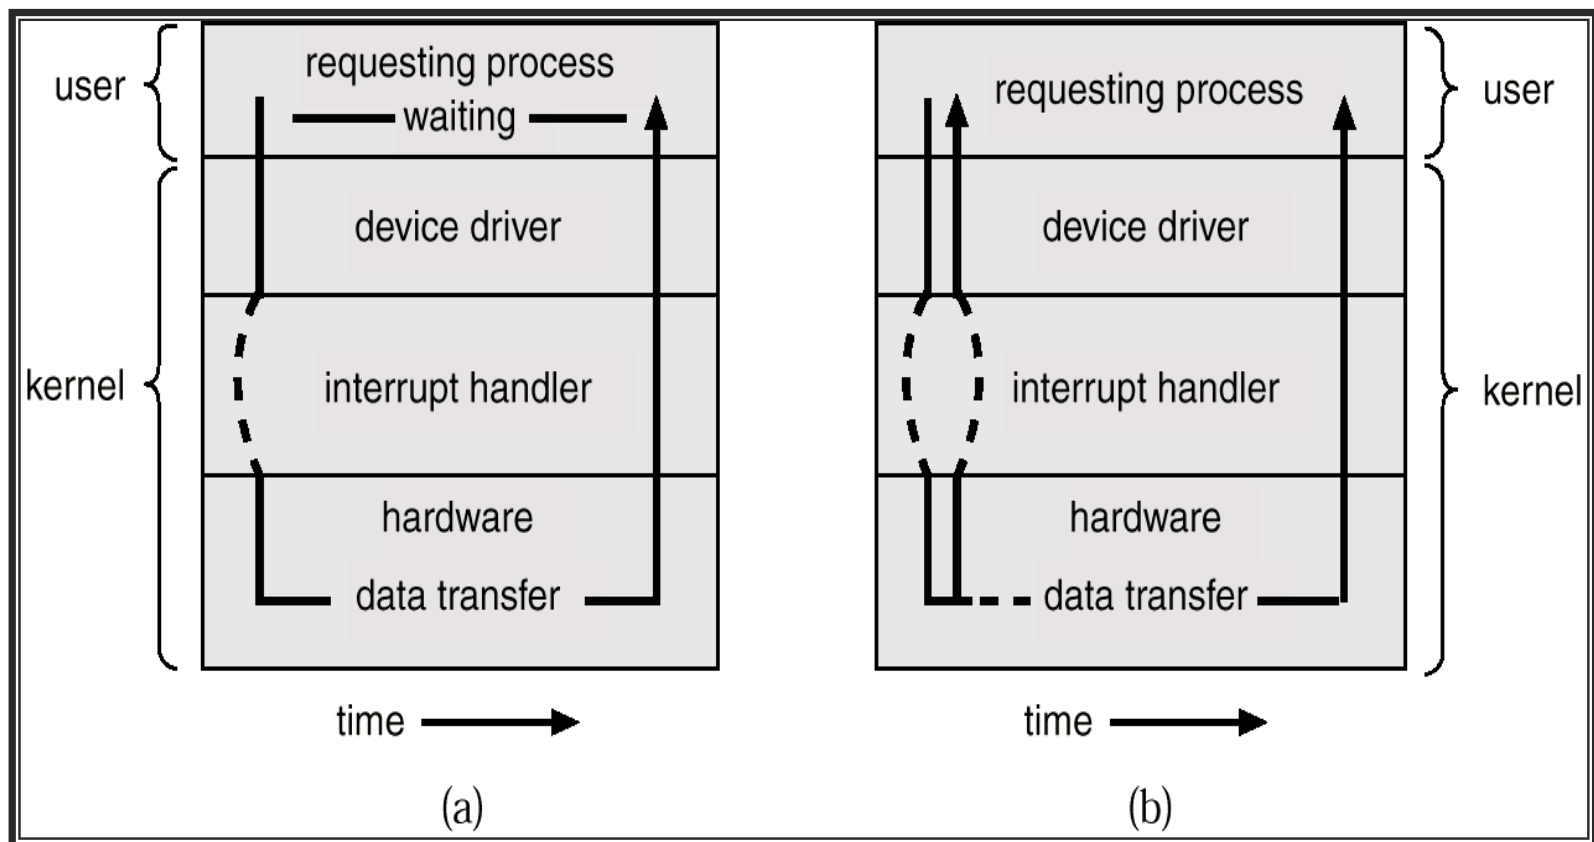 user
requesting process
waiting
device driver
kernel
interrupt handler
hardware
data transfer
time
(a)
requesting process
user
device driver
interrupt handler
kernel
hardware
data transfer
time
(b)